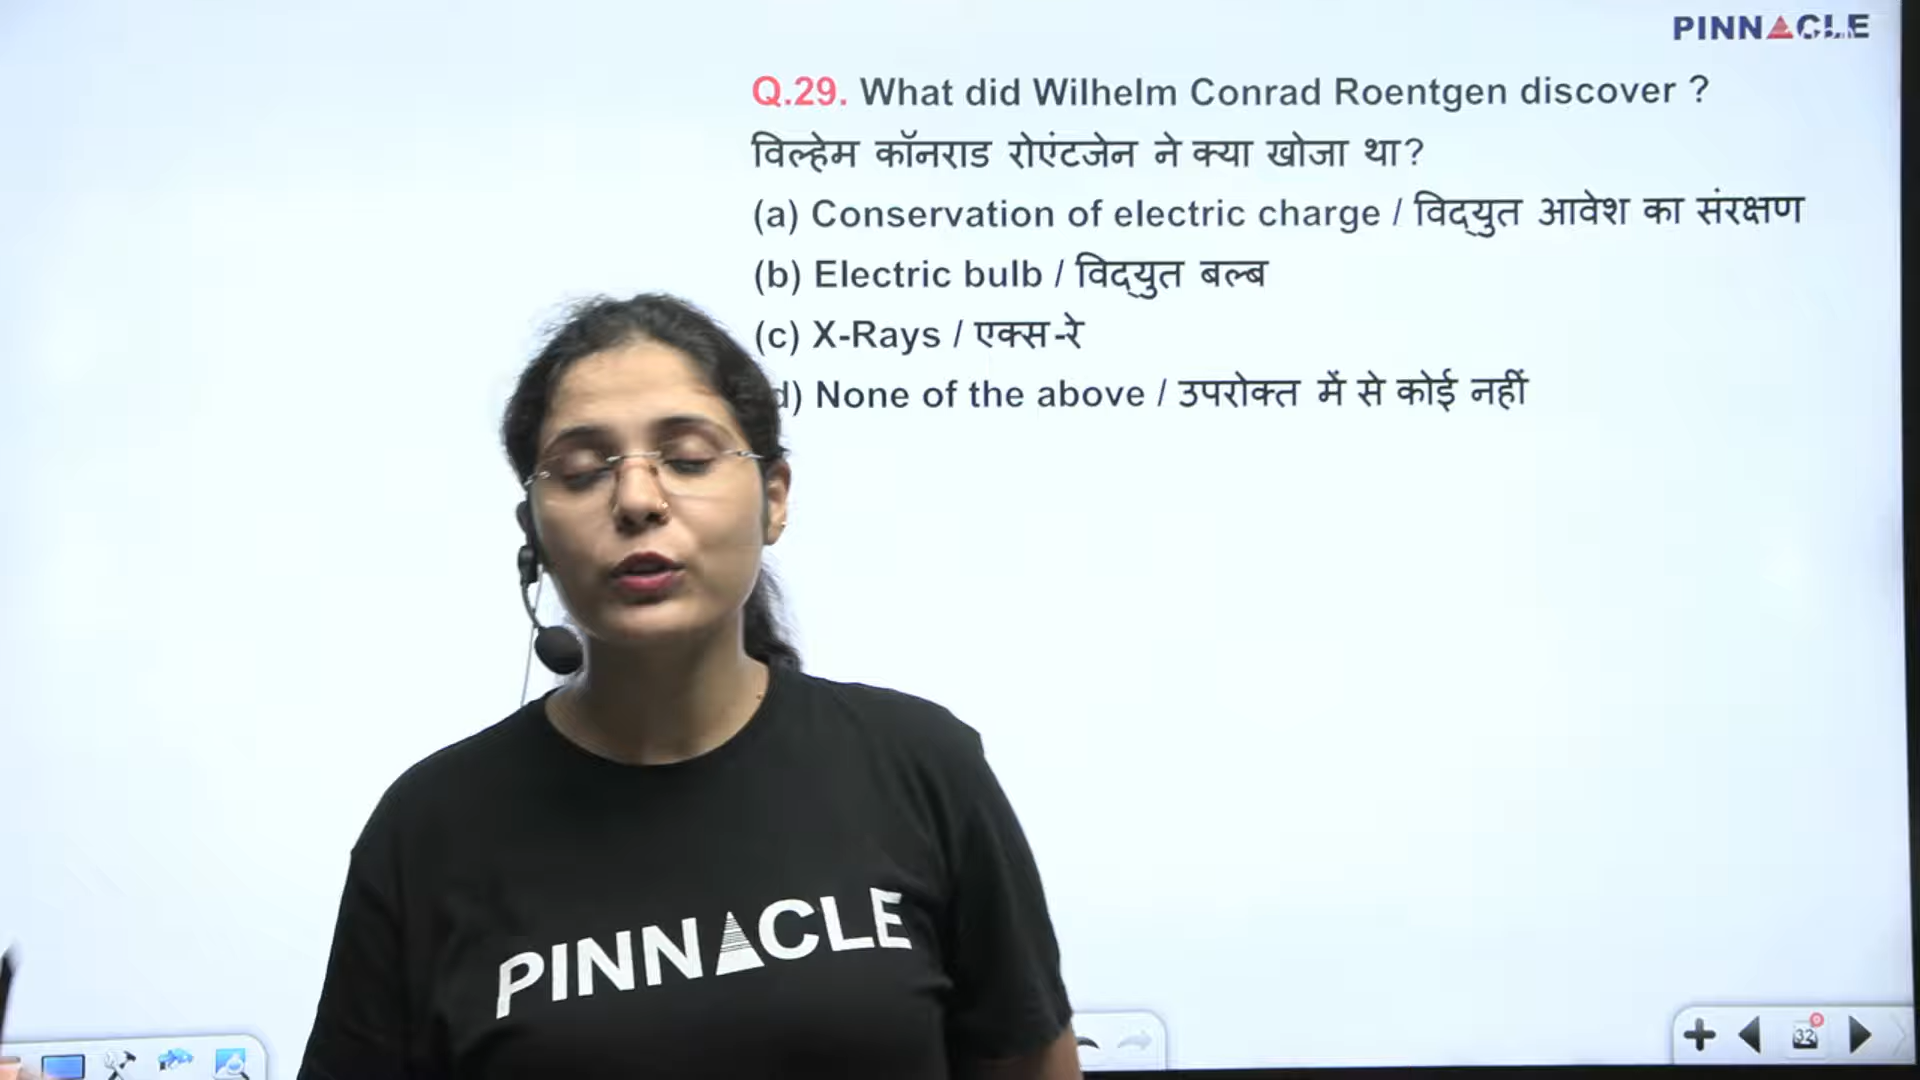 PINNACLE
Q.29. What did Wilhelm Conrad Roentgen discover ?
विल्हेम कॉनराड रोएंटजेन ने क्या खोजा था?
(a) Conservation of electric charge / विद्युत आवेश का संरक्षण
(b) Electric bulb / विद्युत बल्ब
(c) X-Rays / एक्स-रे
d) None of the above / उपरोक्त में से कोई नहीं
PINNACLE
32